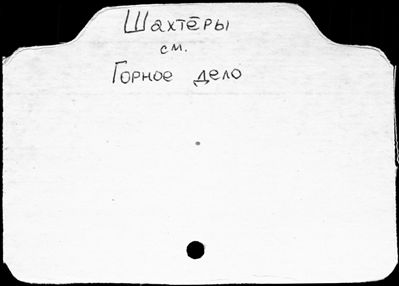 Шахтёры
см.
Горное дело